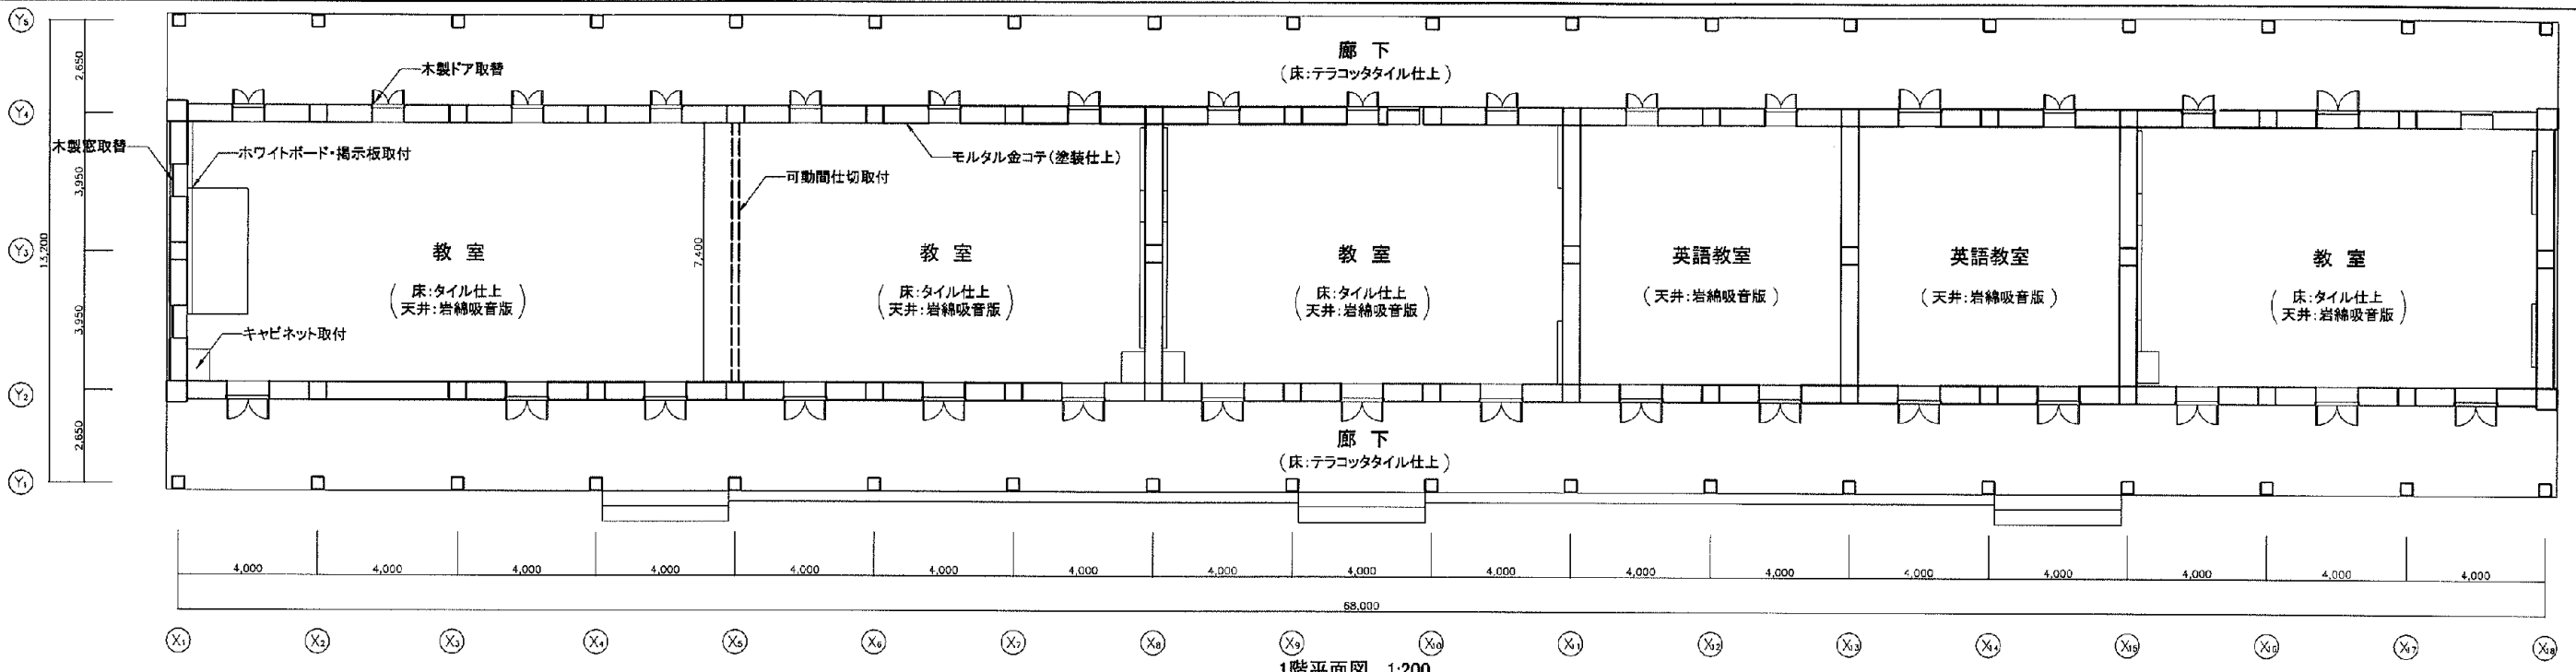 Y5
廊 下
(床:テラコッタタイル仕上)
2,650
木製ドア取替
Y4
木製窓取替
ホワイトボード・掲示板取付
モルタル金コテ(塗装仕上)
可動間仕切取付
3,950
13,200
7,400
Y3
教 室
(床:タイル仕上
天井:岩綿吸音版)
教 室
(床:タイル仕上
天井:岩綿吸音版)
教 室
(床:タイル仕上
天井:岩綿吸音版)
英語教室
(天井:岩綿吸音版)
英語教室
(天井:岩綿吸音版)
教 室
(床:タイル仕上
天井:岩綿吸音版)
3,950
キャビネット取付
Y2
2,650
廊 下
(床:テラコッタタイル仕上)
Y1
4,000 4,000 4,000 4,000 4,000 4,000 4,000 4,000 4,000 4,000 4,000 4,000 4,000 4,000 4,000 4,000 4,000
68,000
X1 X2 X3 X4 X5 X6 X7 X8 X9 X10 X11 X12 X13 X14 X15 X16 X17 X18
1階平面図 1:200